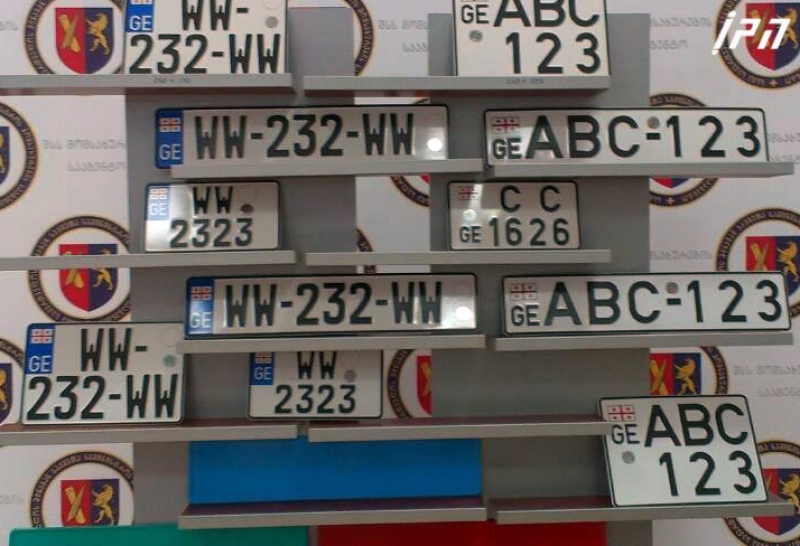 GE WW-
232-WW
GE ABC
123
IPN
GE WW-232-WW
GE ABC-123
GE WW
2323
C C
GE 1626
GE WW-232-WW
GE ABC-123
GE WW-
232-WW
GE WW
2323
GE ABC
123